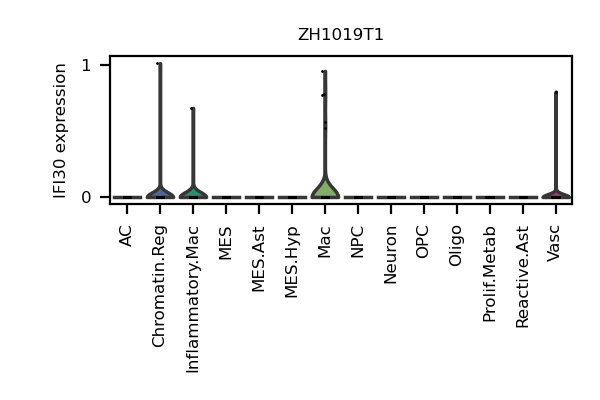 ZH1019T1
IFI30 expression
1
0
AC
Chromatin.Reg
Inflammatory.Mac
MES
MES.Ast
MES.Hyp
Mac
NPC
Neuron
OPC
Oligo
Prolif.Metab
Reactive.Ast
Vasc